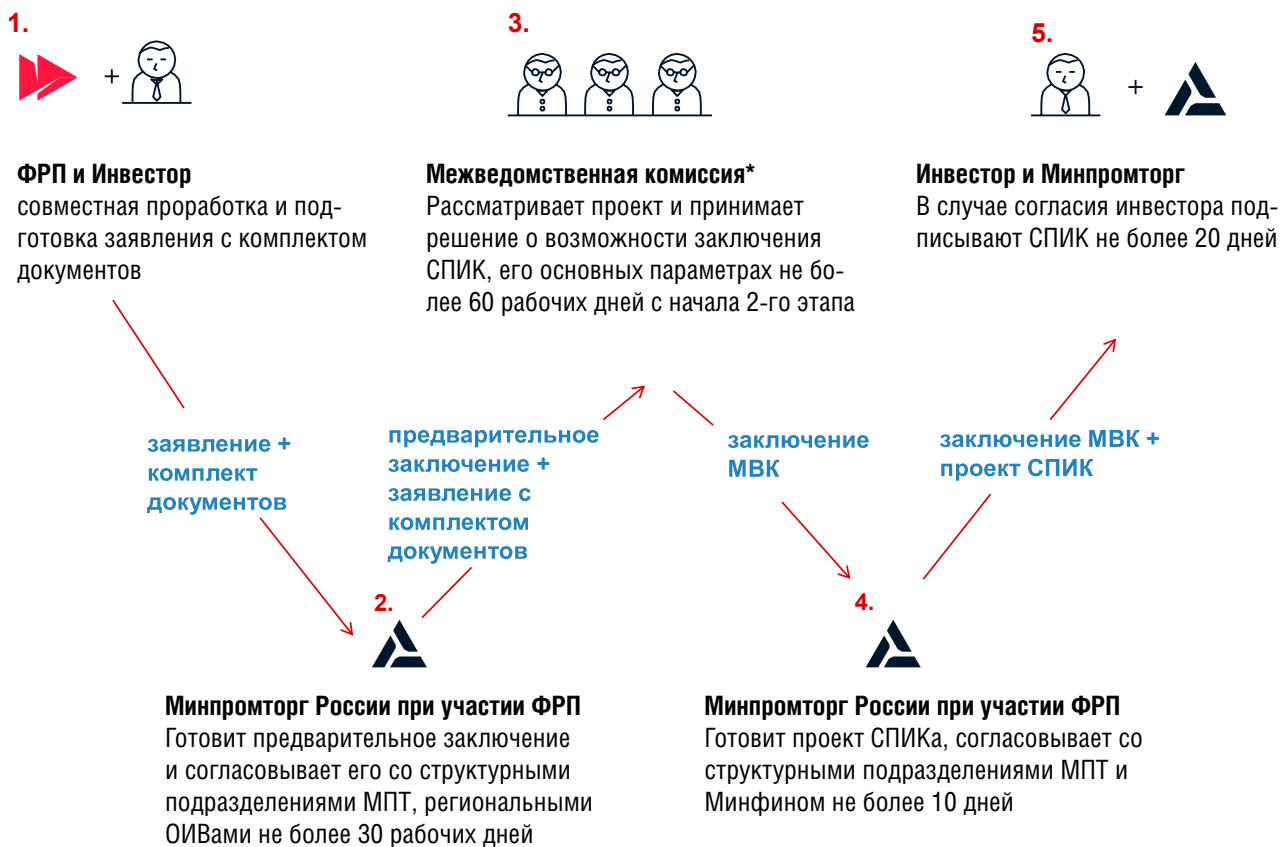 1.
+
ФРП и Инвестор
совместная проработка и под-
готовка заявления с комплектом
документов
заявление +
комплект
документов
2.
Минпромторг России при участии ФРП
Готовит предварительное заключение
и согласовывает его со структурными
подразделениями МПТ, региональными
ОИВами не более 30 рабочих дней
предварительное
заключение +
заявление с
комплектом
документов
3.
Межведомственная комиссия*
Рассматривает проект и принимает
решение о возможности заключения
СПИК, его основных параметрах не бо-
лее 60 рабочих дней с начала 2-го этапа
заключение
МВК
4.
Минпромторг России при участии ФРП
Готовит проект СПИКа, согласовывает со
структурными подразделениями МПТ и
Минфином не более 10 дней
заключение МВК +
проект СПИК
5.
+
Инвестор и Минпромторг
В случае согласия инвестора под-
писывают СПИК не более 20 дней